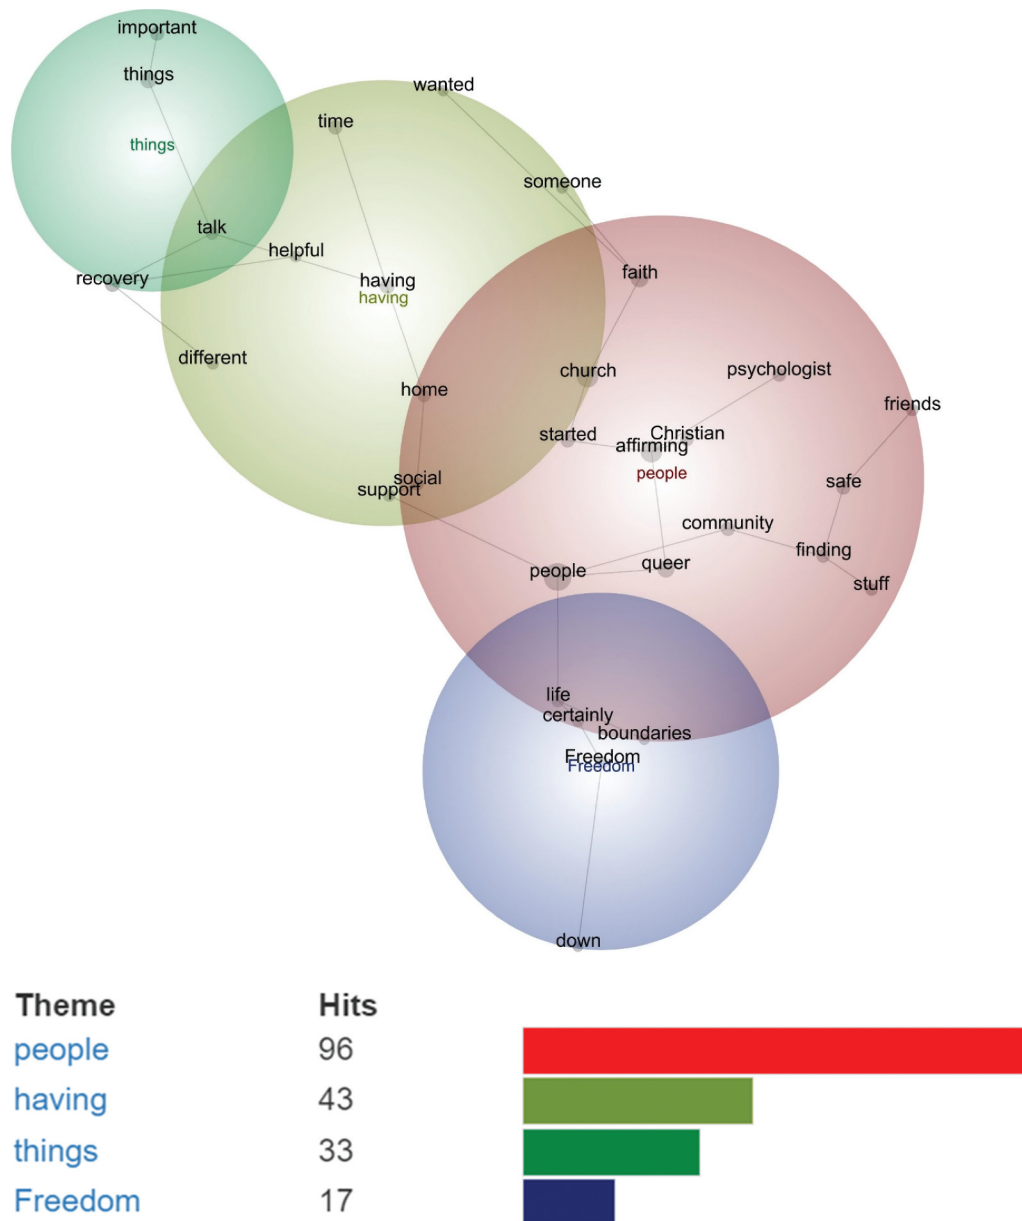 important
things
things
wanted
time
someone
talk
helpful
recovery
having
having
faith
different
home
church
psychologist
friends
started
Christian
affirming
people
social
support
safe
community
finding
people
queer
stuff
life
certainly
boundaries
Freedom
Freedom
down
Theme Hits
people 96
having 43
things 33
Freedom 17